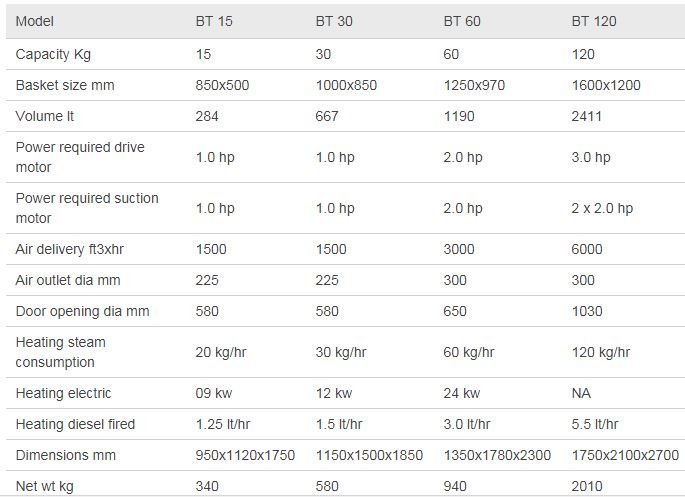 Model BT 15 BT 30 BT 60 BT 120
Capacity Kg 15 30 60 120
Basket size mm 850x500 1000x850 1250x970 1600x1200
Volume lt 284 667 1190 2411
Power required drive
motor 1.0 hp 1.0 hp 2.0 hp 3.0 hp
Power required suction
motor 1.0 hp 1.0 hp 2.0 hp 2 x 2.0 hp
Air delivery ft3xhr 1500 1500 3000 6000
Air outlet dia mm 225 225 300 300
Door opening dia mm 580 580 650 1030
Heating steam
consumption 20 kg/hr 30 kg/hr 60 kg/hr 120 kg/hr
Heating electric 09 kw 12 kw 24 kw NA
Heating diesel fired 1.25 lt/hr 1.5 lt/hr 3.0 lt/hr 5.5 lt/hr
Dimensions mm 950x1120x1750 1150x1500x1850 1350x1780x2300 1750x2100x2700
Net wt kg 340 580 940 2010